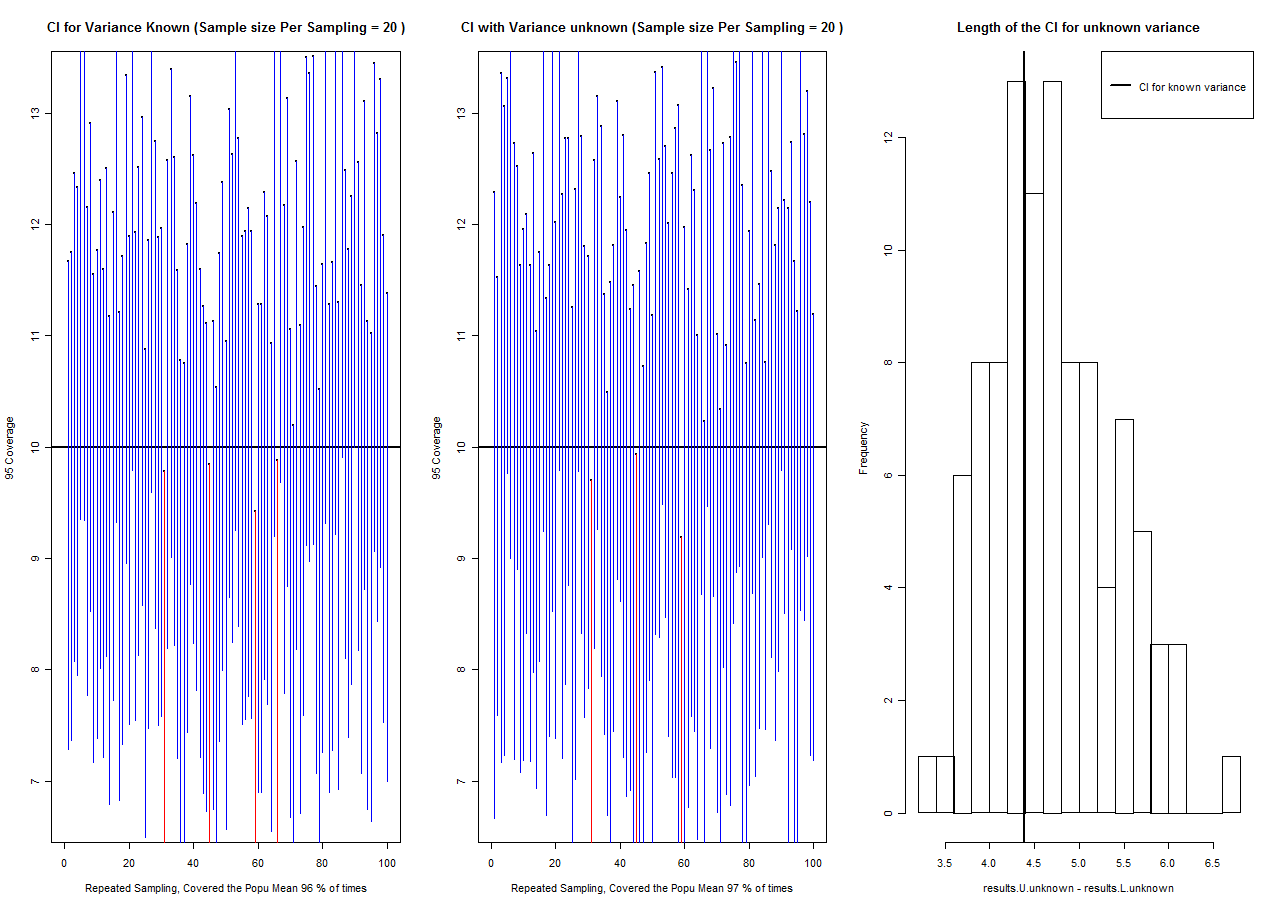 CI for Variance Known (Sample size Per Sampling = 20 )
13
12
11
10
9
8
7
95 Coverage
0 20 40 60 80 100
Repeated Sampling, Covered the Popu Mean 96 % of times
CI with Variance unknown (Sample size Per Sampling = 20 )
13
12
11
10
9
8
7
95 Coverage
0 20 40 60 80 100
Repeated Sampling, Covered the Popu Mean 97 % of times
Length of the CI for unknown variance
CI for known variance
12
10
8
6
4
2
0
Frequency
3.5 4.0 4.5 5.0 5.5 6.0 6.5
results.U.unknown - results.L.unknown